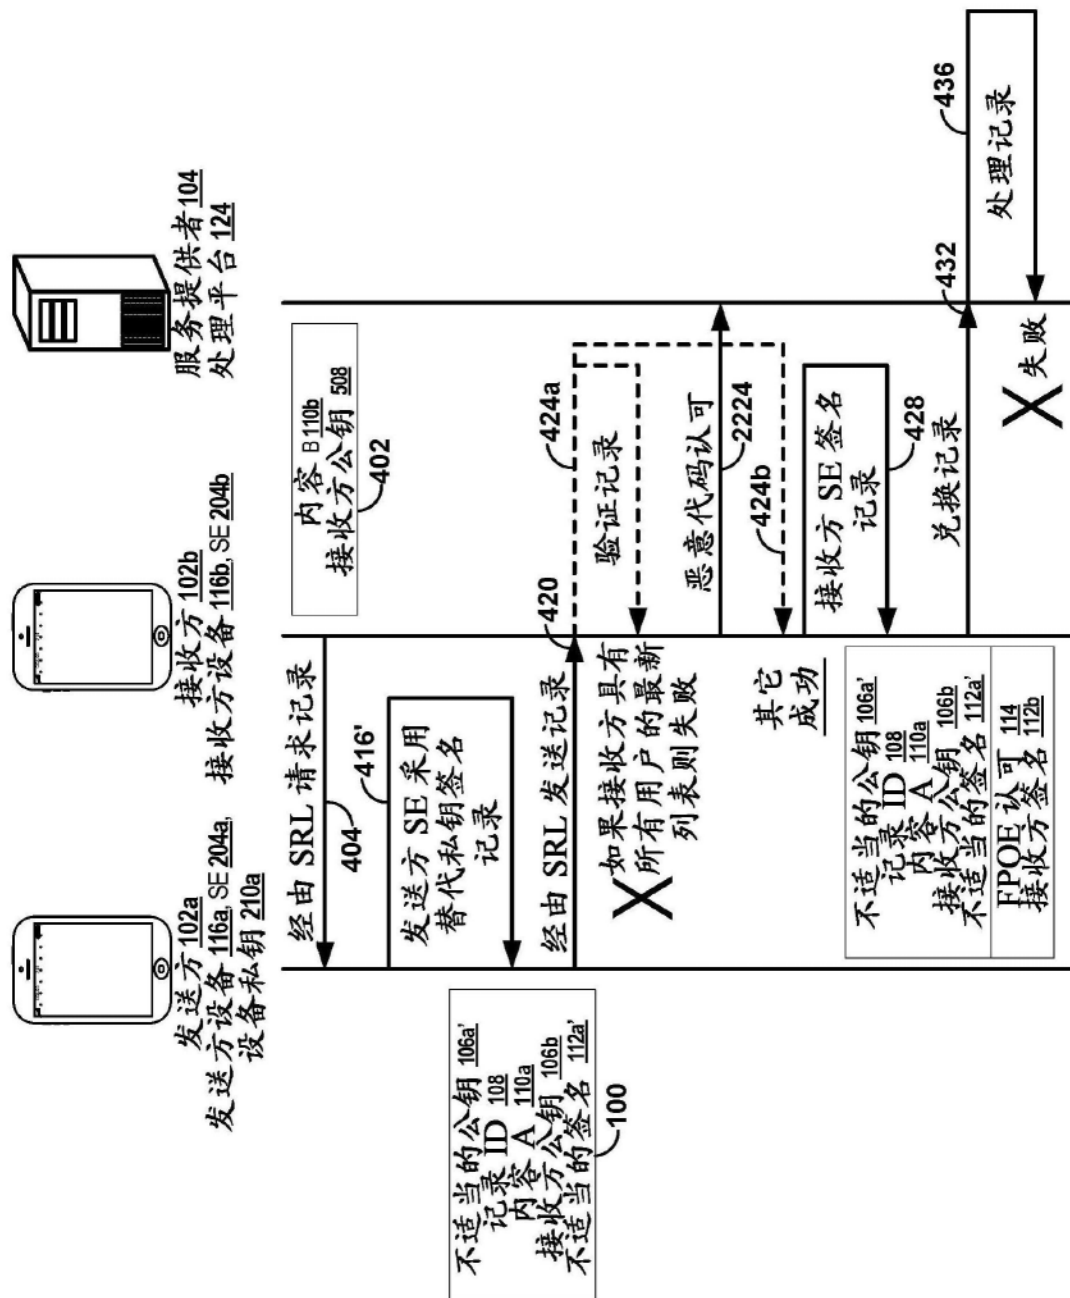 发送方 102a
发送方设备 116a, SE 204a,
设备私钥 210a
接收方 102b
接收方设备 116b, SE 204b
服务提供者 104
处理平台 124
内容 B 110b
接收方公钥 508
402
经由 SRL 请求记录
404
416'
发送方 SE 采用
替代私钥签名
记录
不适当的公钥 106a'
记录 ID 108
内容 A 110a
接收方公钥 106b
不适当的签名 112a'
100
经由 SRL 发送记录
420
424a
验证记录
X
如果接收方具有
所有用户的最新
列表则失败
恶意代码认可
2224
424b
其它
成功
接收方 SE 签名
记录
428
不适当的公钥 106a'
记录 ID 108
内容 A 110a
接收方公钥 106b
不适当的签名 112a'
FPOE 认可 114
接收方签名 112b
兑换记录
432
436
处理记录
X 失败